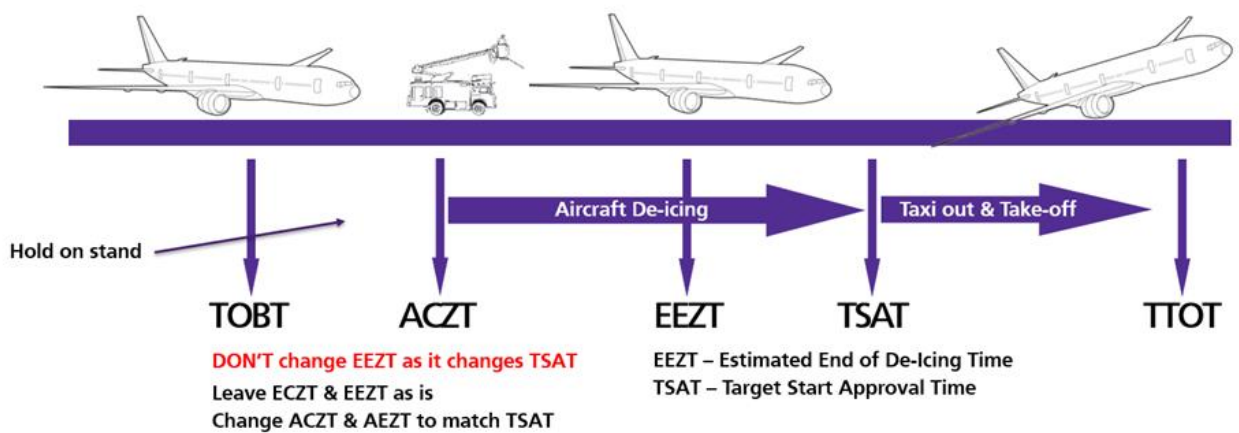 Aircraft De-icing
Taxi out & Take-off
Hold on stand
TOBT
ACZT
EEZT
TSAT
TTOT
DON'T change EEZT as it changes TSAT
Leave ECZT & EEZT as is
Change ACZT & AEZT to match TSAT
EEZT – Estimated End of De-Icing Time
TSAT – Target Start Approval Time